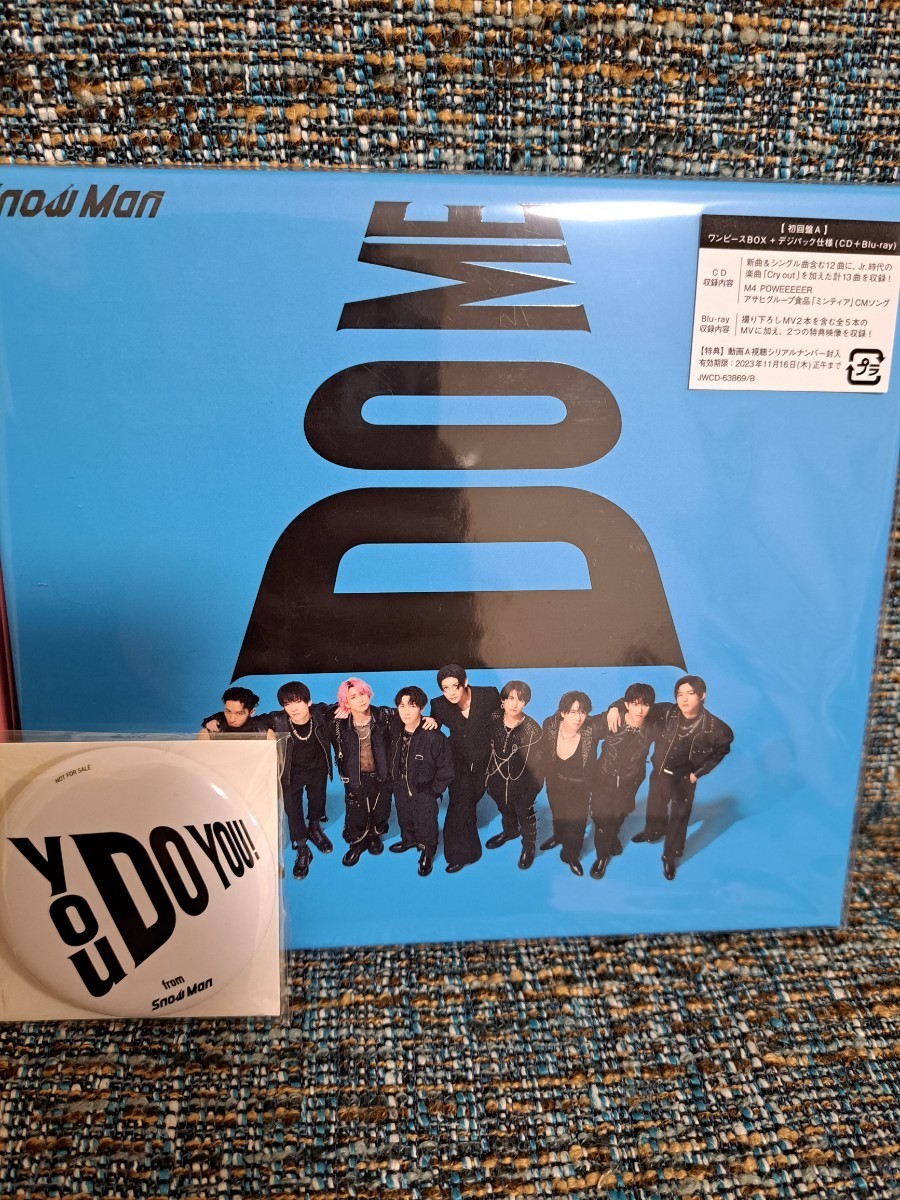 Snow Man
DOME
【 初回盤A 】
ワンピースBOX + デジパック仕様(CD+Blu-ray)
CD
収録内容
新曲&シングル曲含む12曲に、Jr.時代の
楽曲「Cry out」を加えた計13曲を収録!
M4 POWEEEEER
アサヒグループ食品「ミンティア」CMソング
Blu-ray
収録内容
撮り下ろしMV2本を含む全5本の
MVに加え、2つの特典映像を収録!
【特典】動画A視聴シリアルナンバー封入
有効期限:2023年11月16日(木)正午まで
プラ
JWCD-63869/B
NOT FOR SALE
You DO YOU!
from
Snow Man